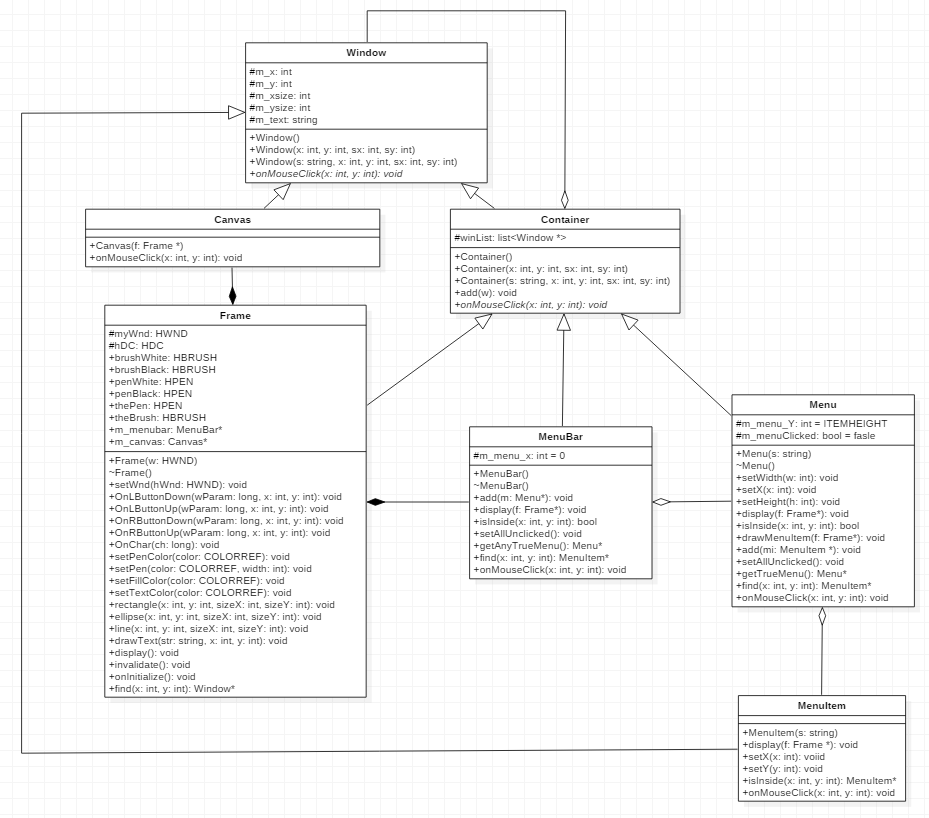 Window
#m_x: int
#m_y: int
#m_xsize: int
#m_ysize: int
#m_text: string
+Window()
+Window(x: int, y: int, sx: int, sy: int)
+Window(s: string, x: int, y: int, sx: int, sy: int)
+onMouseClick(x: int, y: int): void
Canvas
+Canvas(f: Frame *)
+onMouseClick(x: int, y: int): void
Container
#winList: list<Window *>
+Container()
+Container(x: int, y: int, sx: int, sy: int)
+Container(s: string, x: int, y: int, sx: int, sy: int)
+add(w): void
+onMouseClick(x: int, y: int): void
Frame
#myWnd: HWND
#hDC: HDC
+brushWhite: HBRUSH
+brushBlack: HBRUSH
+penWhite: HPEN
+penBlack: HPEN
+thePen: HPEN
+theBrush: HBRUSH
+m_menubar: MenuBar*
+m_canvas: Canvas*
+Frame(w: HWND)
~Frame()
+setWnd(hWnd: HWND): void
+OnLButtonDown(wParam: long, x: int, y: int): void
+OnLButtonUp(wParam: long, x: int, y: int): void
+OnRButtonDown(wParam: long, x: int, y: int): void
+OnRButtonUp(wParam: long, x: int, y: int): void
+OnChar(ch: long): void
+setPenColor(color: COLORREF): void
+setPen(color: COLORREF, width: int): void
+setFillColor(color: COLORREF): void
+setTextColor(color: COLORREF): void
+rectangle(x: int, y: int, sizeX: int, sizeY: int): void
+ellipse(x: int, y: int, sizeX: int, sizeY: int): void
+line(x: int, y: int, sizeX: int, sizeY: int): void
+drawText(str: string, x: int, y: int): void
+display(): void
+invalidate(): void
+onInitialize(): void
+find(x: int, y: int): Window*
MenuBar
#m_menu_x: int = 0
+MenuBar()
~MenuBar()
+add(m: Menu*): void
+display(f: Frame*): void
+isInside(x: int, y: int): bool
+setAllUnclicked(): void
+getAnyTrueMenu(): Menu*
+find(x: int, y: int): MenuItem*
+onMouseClick(x: int, y: int): void
Menu
#m_menu_Y: int = ITEMHEIGHT
#m_menuClicked: bool = fasle
+Menu(s: string)
~Menu()
+setWidth(w: int): void
+setX(x: int): void
+setHeight(h: int): void
+display(f: Frame*): void
+isInside(x: int, y: int): bool
+drawMenuItem(f: Frame*): void
+add(mi: MenuItem *): void
+setAllUnclicked(): void
+getTrueMenu(): Menu*
+find(x: int, y: int): MenuItem*
+onMouseClick(x: int, y: int): void
MenuItem
+MenuItem(s: string)
+display(f: Frame *): void
+setX(x: int): voiid
+setY(y: int): void
+isInside(x: int, y: int): MenuItem*
+onMouseClick(x: int, y: int): void